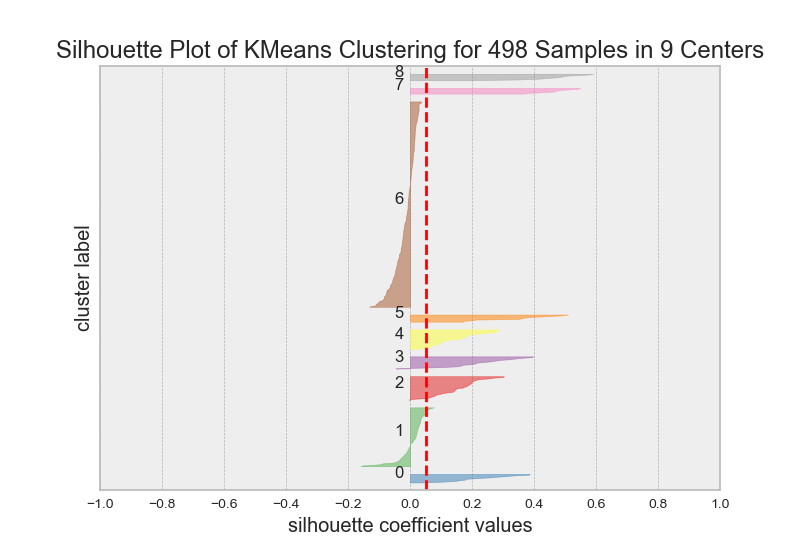 Silhouette Plot of KMeans Clustering for 498 Samples in 9 Centers
8
7
6
5
4
3
2
1
0
cluster label
−1.0 −0.8 −0.6 −0.4 −0.2 0.0 0.2 0.4 0.6 0.8 1.0
silhouette coefficient values